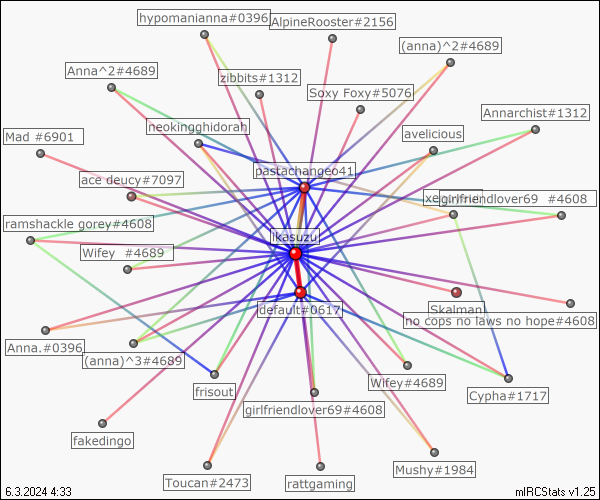 hypomanianna#0396
AlpineRooster#2156
(anna)^2#4689
Anna^2#4689
zibbits#1312
Soxy Foxy#5076
Annarchist#1312
neokingghidorah
avelicious
Mad #6901
pastachangeo41
ace deucy#7097
girlfriendlover69 #4608
ramshackle gorey#4608
ikasuzu
Wifey #4689
default#0617
Skalman
no cops no laws no hope#4608
Anna.#0396
(anna)^3#4689
Wifey#4689
frisout
Cypha#1717
girlfriendlover69#4608
fakedingo
Toucan#2473
rattgaming
Mushy#1984
6.3.2024 4:33
mIRCStats v1.25